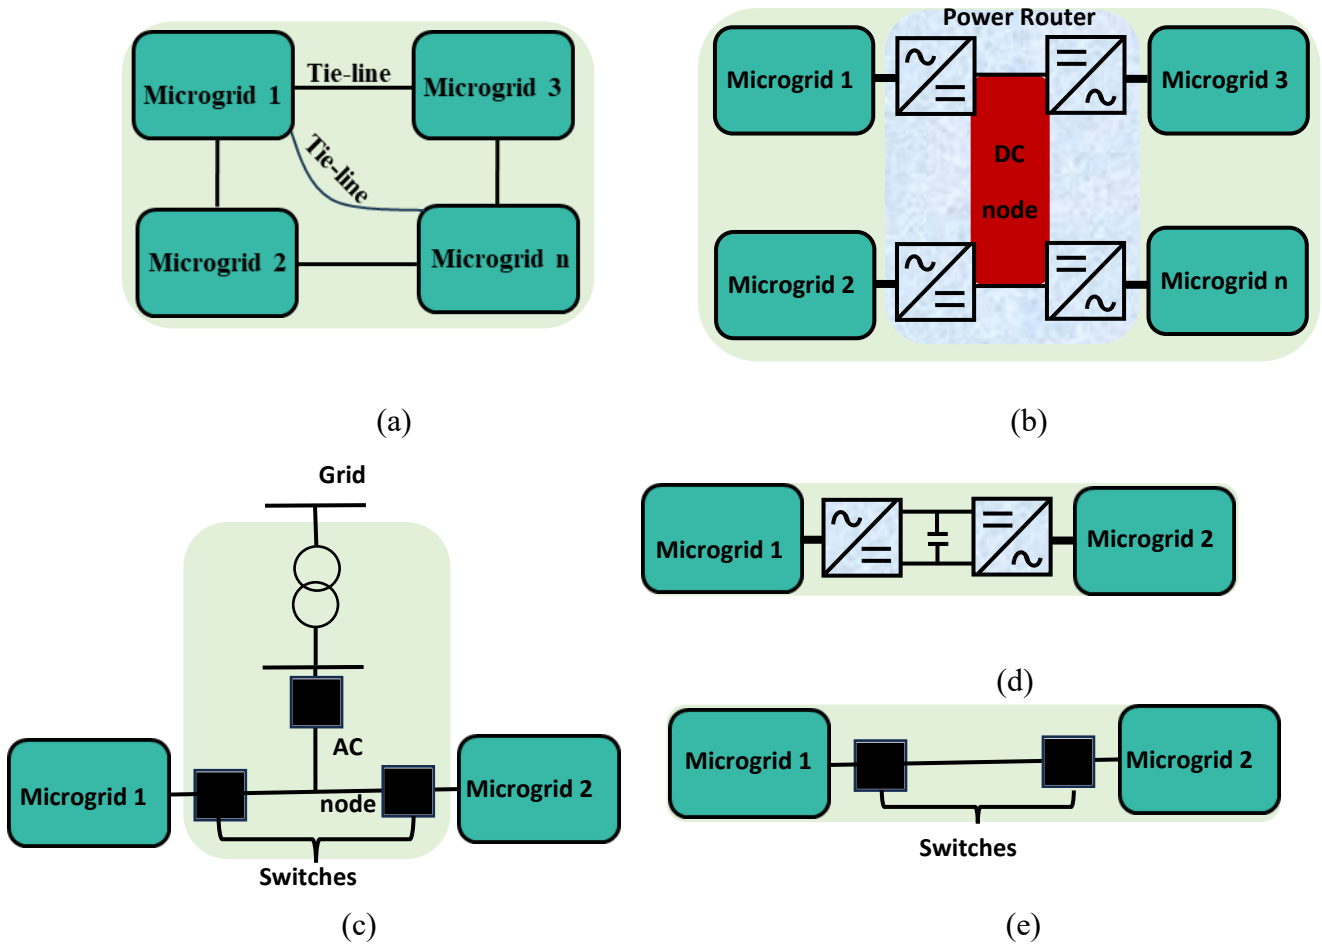 Microgrid 1
Tie-line
Microgrid 3
Tie-line
Microgrid 2
Microgrid n
(a)
Power Router
Microgrid 1
Microgrid 3
DC
node
Microgrid 2
Microgrid n
(b)
Grid
AC
node
Microgrid 1
Microgrid 2
Switches
(c)
Microgrid 1
Microgrid 2
(d)
Microgrid 1
Microgrid 2
Switches
(e)